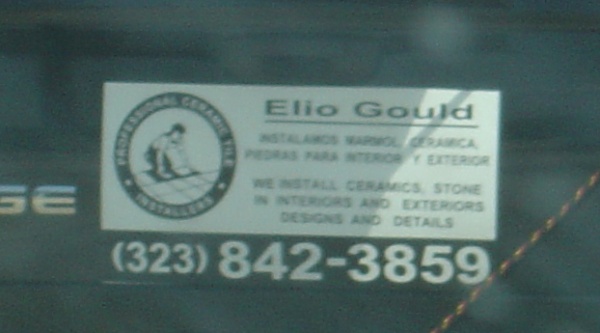 PROFESSIONAL CERAMIC TILE
INSTALLERS
Elio Gould
INSTALAMOS MARMOL, CERAMICA,
PIEDRAS PARA INTERIOR Y EXTERIOR
WE INSTALL CERAMICS, STONE
IN INTERIORS AND EXTERIORS
DESIGNS AND DETAILS
GE
(323) 842-3859